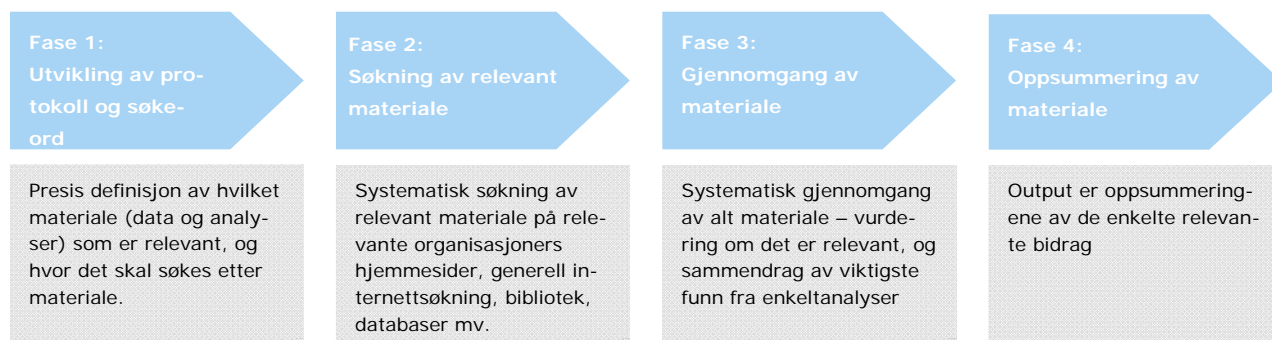 Fase 1:
Utvikling av pro-
tokoll og søke-
ord
Presis definisjon av hvilket
materiale (data og analy-
ser) som er relevant, og
hvor det skal søkes etter
materiale.
Fase 2:
Søkning av relevant
materiale
Systematisk søkning av
relevant materiale på rele-
vante organisasjoners
hjemmesider, generell in-
ternettsøkning, bibliotek,
databaser mv.
Fase 3:
Gjennomgang av
materiale
Systematisk gjennomgang
av alt materiale – vurde-
ring om det er relevant, og
sammendrag av viktigste
funn fra enkeltanalyser
Fase 4:
Oppsummering av
materiale
Output er oppsummering-
ene av de enkelte relevan-
te bidrag